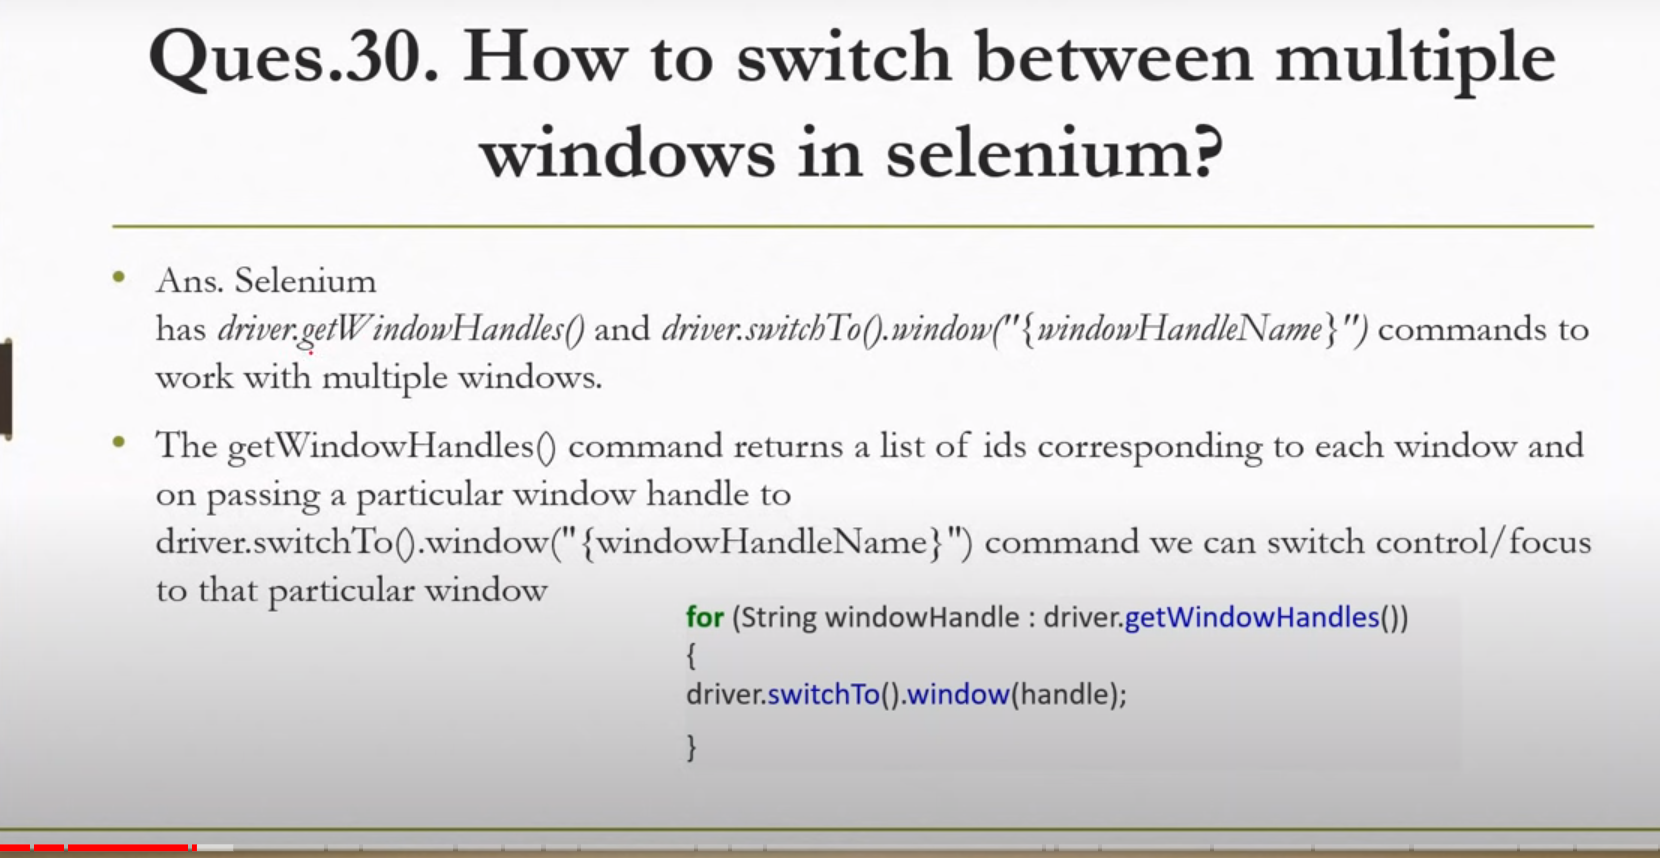 Ques.30. How to switch between multiple
windows in selenium?
• Ans. Selenium
has driver.getWindowHandles() and driver.switchTo().window("{windowHandleName}") commands to
work with multiple windows.
• The getWindowHandles() command returns a list of ids corresponding to each window and
on passing a particular window handle to
driver.switchTo().window("{windowHandleName}") command we can switch control/focus
to that particular window
for (String windowHandle : driver.getWindowHandles())
{
driver.switchTo().window(handle);
}